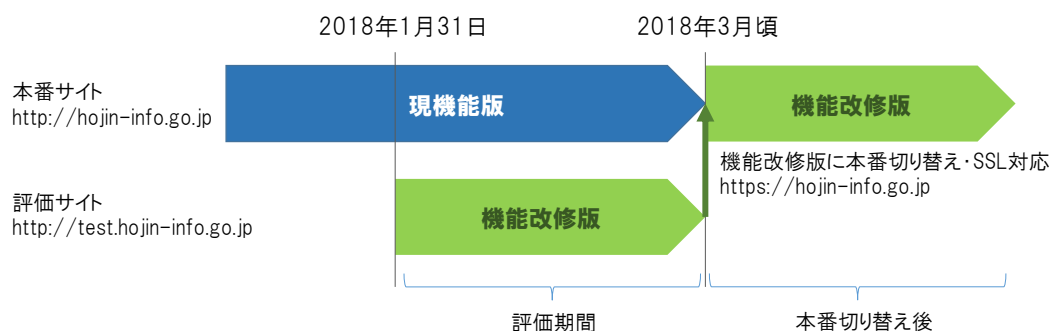 2018年1月31日
2018年3月頃
本番サイト
http://hojin-info.go.jp
現機能版
機能改修版
機能改修版に本番切り替え・SSL対応
https://hojin-info.go.jp
評価サイト
http://test.hojin-info.go.jp
機能改修版
評価期間
本番切り替え後